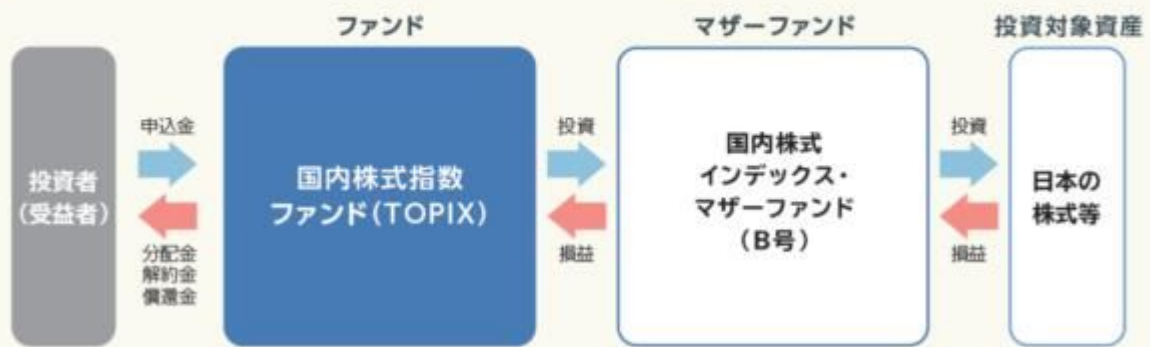 ファンド
マザーファンド
投資対象資産
投資者
(受益者)
申込金
分配金
解約金
償還金
国内株式指数
ファンド(TOPIX)
投資
損益
国内株式
インデックス・
マザーファンド
(B号)
投資
損益
日本の
株式等